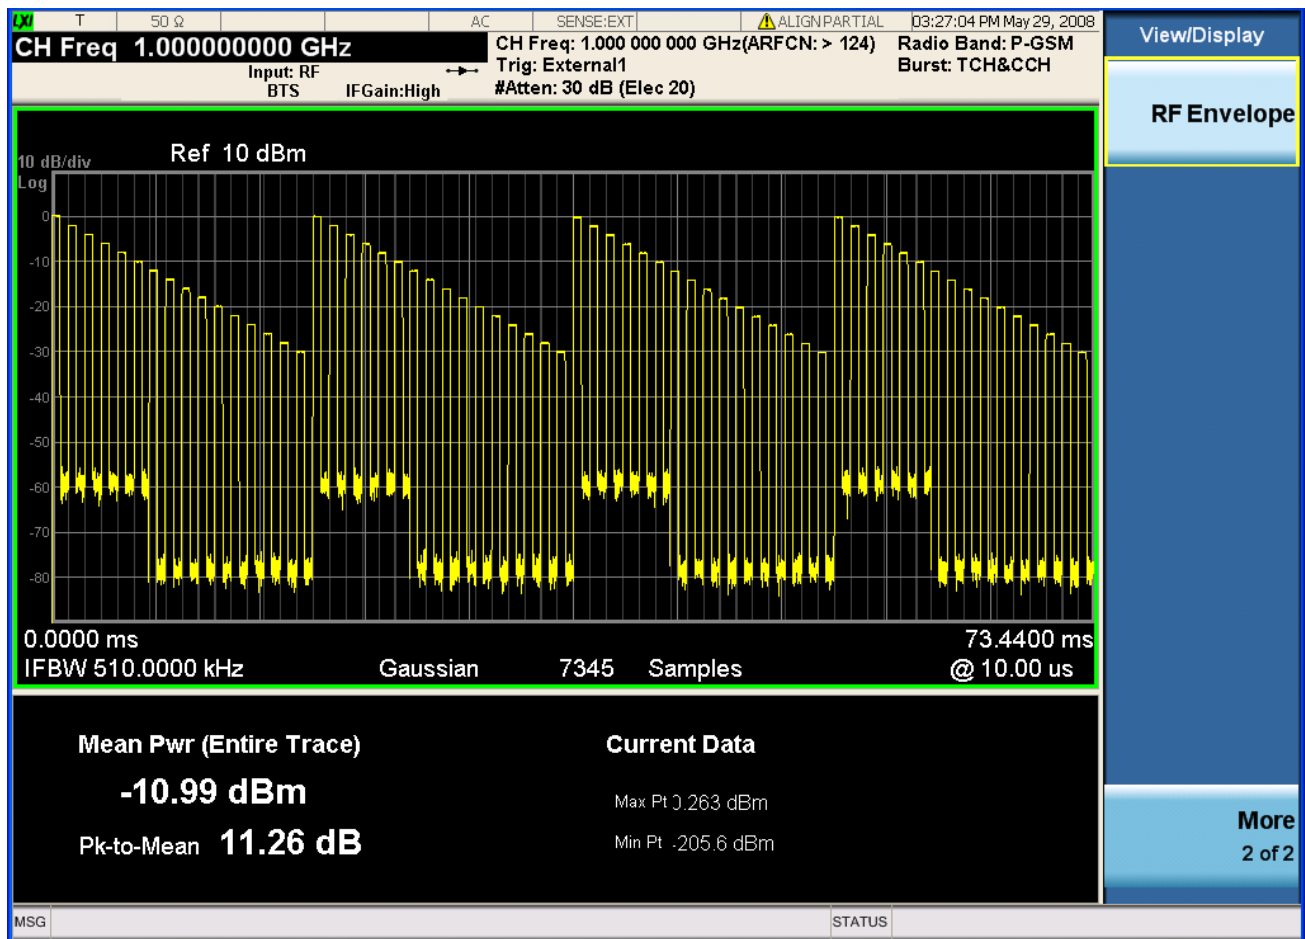 LXI T 50 Ω AC SENSE:EXT ALIGN PARTIAL 03:27:04 PM May 29, 2008
CH Freq 1.000000000 GHz
Input: RF
BTS IFGain:High
CH Freq: 1.000 000 000 GHz(ARFCN: > 124)
Trig: External1
#Atten: 30 dB (Elec 20)
Radio Band: P-GSM
Burst: TCH&CCH
View/Display
RF Envelope
10 dB/div Ref 10 dBm
Log
0
-10
-20
-30
-40
-50
-60
-70
-80
0.0000 ms 73.4400 ms
IFBW 510.0000 kHz Gaussian 7345 Samples @ 10.00 us
Mean Pwr (Entire Trace)
-10.99 dBm
Pk-to-Mean 11.26 dB
Current Data
Max Pt 0.263 dBm
Min Pt -205.6 dBm
More
2 of 2
MSG STATUS